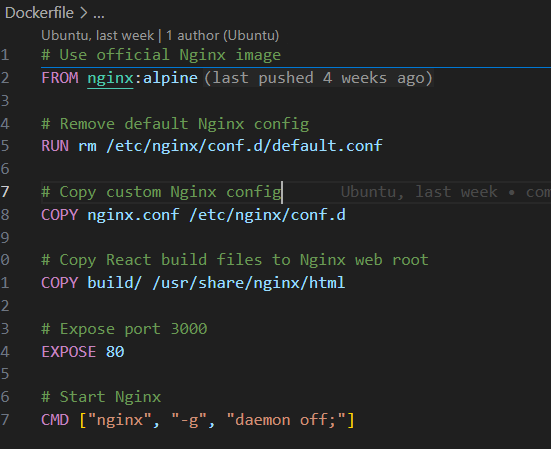 Dockerfile > ...
Ubuntu, last week | 1 author (Ubuntu)
1 # Use official Nginx image
2 FROM nginx:alpine (last pushed 4 weeks ago)
3
4 # Remove default Nginx config
5 RUN rm /etc/nginx/conf.d/default.conf
6
7 # Copy custom Nginx config Ubuntu, last week • com
8 COPY nginx.conf /etc/nginx/conf.d
9
0 # Copy React build files to Nginx web root
1 COPY build/ /usr/share/nginx/html
2
3 # Expose port 3000
4 EXPOSE 80
5
6 # Start Nginx
7 CMD ["nginx", "-g", "daemon off;"]